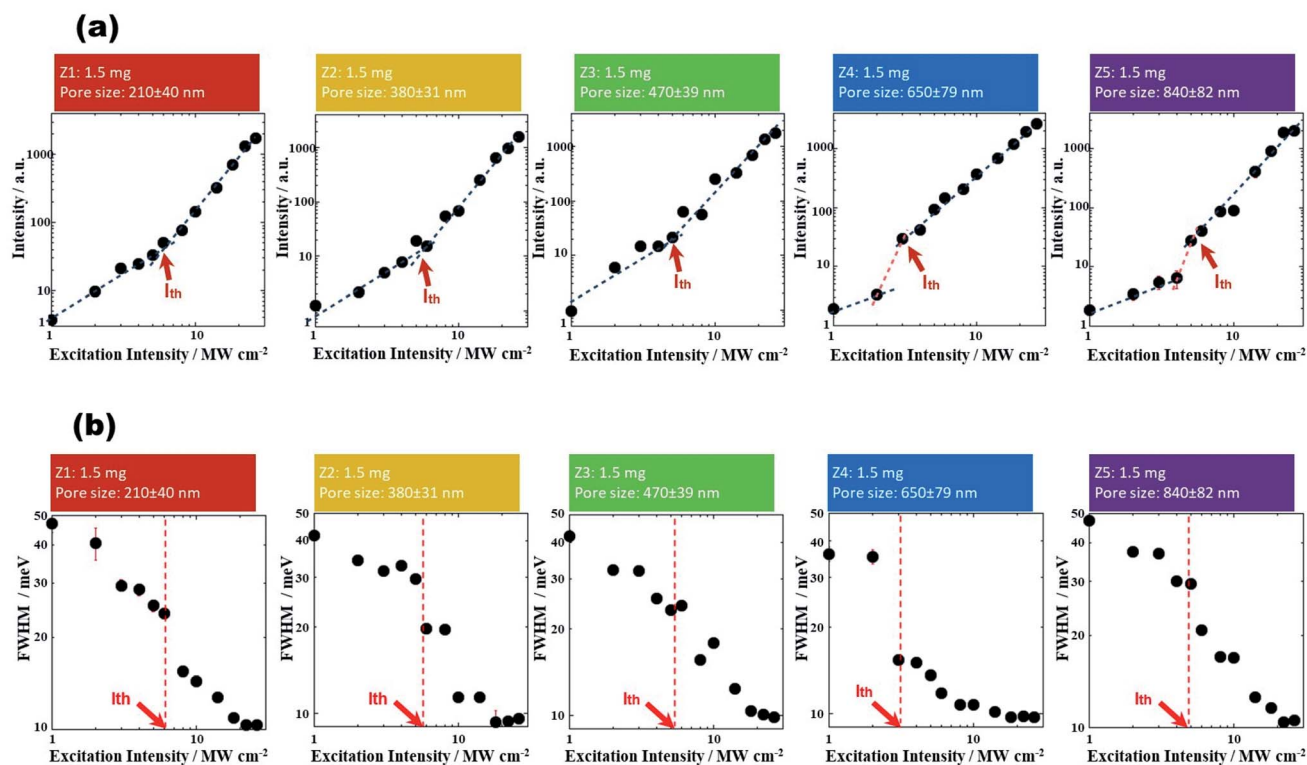 (a)
Z1: 1.5 mg
Pore size: 210±40 nm
Z2: 1.5 mg
Pore size: 380±31 nm
Z3: 1.5 mg
Pore size: 470±39 nm
Z4: 1.5 mg
Pore size: 650±79 nm
Z5: 1.5 mg
Pore size: 840±82 nm
Intensity / a.u.
1000
100
10
1
Ith
1
10
Excitation Intensity / MW cm-2
Intensity / a.u.
1000
100
10
1
Ith
1
10
Excitation Intensity / MW cm-2
Intensity / a.u.
1000
100
10
1
Ith
1
10
Excitation Intensity / MW cm-2
Intensity / a.u.
1000
100
10
1
Ith
1
10
Excitation Intensity / MW cm-2
Intensity / a.u.
1000
100
10
1
Ith
1
10
Excitation Intensity / MW cm-2
(b)
Z1: 1.5 mg
Pore size: 210±40 nm
Z2: 1.5 mg
Pore size: 380±31 nm
Z3: 1.5 mg
Pore size: 470±39 nm
Z4: 1.5 mg
Pore size: 650±79 nm
Z5: 1.5 mg
Pore size: 840±82 nm
FWHM / meV
50
40
30
20
10
Ith
1
10
Excitation Intensity / MW cm-2
FWHM / meV
50
40
30
20
10
Ith
1
10
Excitation Intensity / MW cm-2
FWHM / meV
50
40
30
20
10
Ith
1
10
Excitation Intensity / MW cm-2
FWHM / meV
50
40
30
20
10
Ith
1
10
Excitation Intensity / MW cm-2
FWHM / meV
50
40
30
20
10
Ith
1
10
Excitation Intensity / MW cm-2